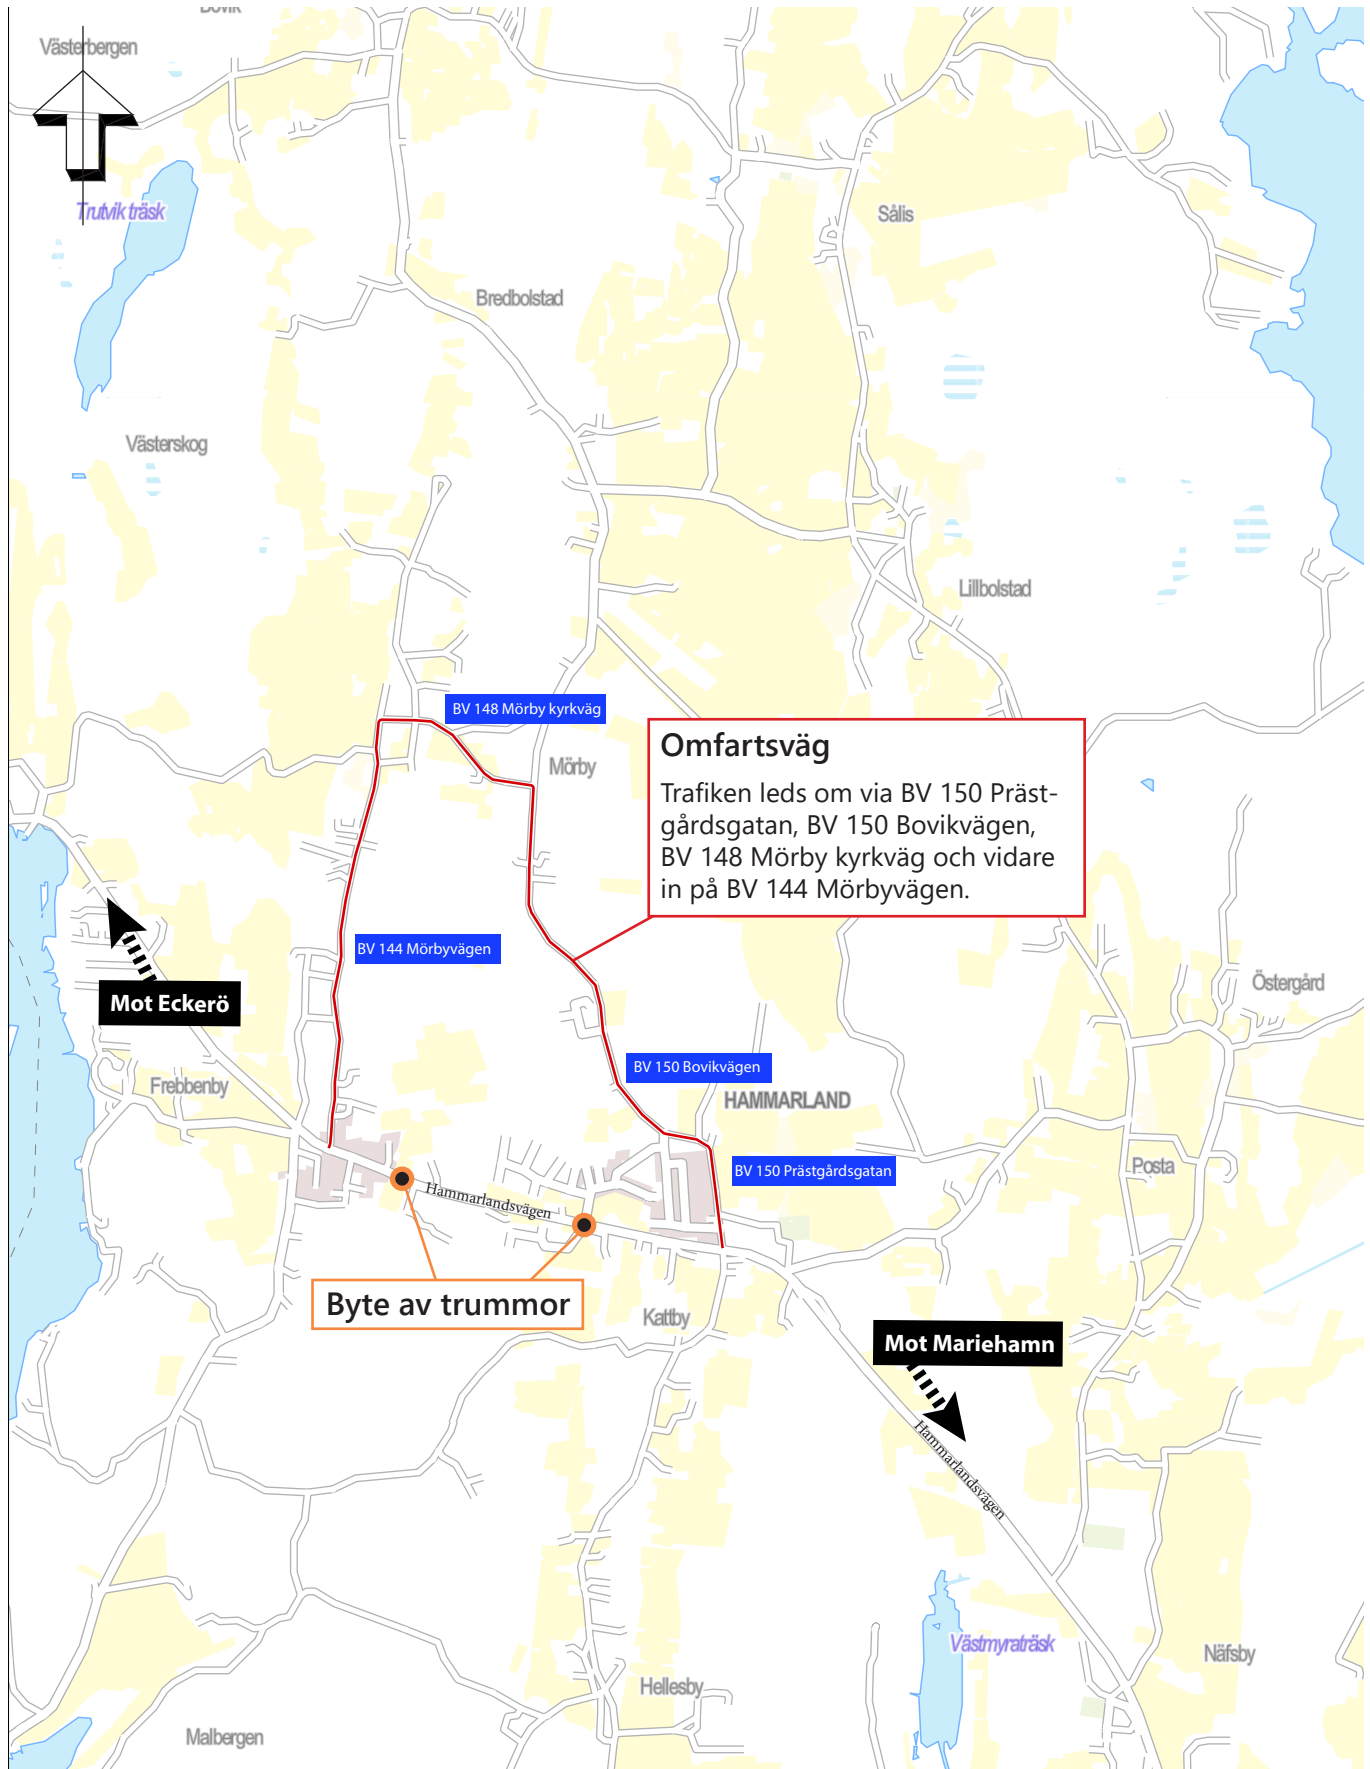 Västerbergen
Trutvik träsk
Sålis
Bredbolstad
Västerskog
Lillbolstad
BV 148 Mörby kyrkväg
Mörby
Omfartsväg
Trafiken leds om via BV 150 Präst-
gårdsgatan, BV 150 Bovikvägen,
BV 148 Mörby kyrkväg och vidare
in på BV 144 Mörbyvägen.
BV 144 Mörbyvägen
Mot Eckerö
Östergård
BV 150 Bovikvägen
Frebbenby
HAMMARLAND
BV 150 Prästgårdsgatan
Posta
Hammarlandsvägen
Byte av trummor
Kattby
Mot Mariehamn
Hammarlandsvägen
Västmyraträsk
Näfsby
Hellesby
Malbergen